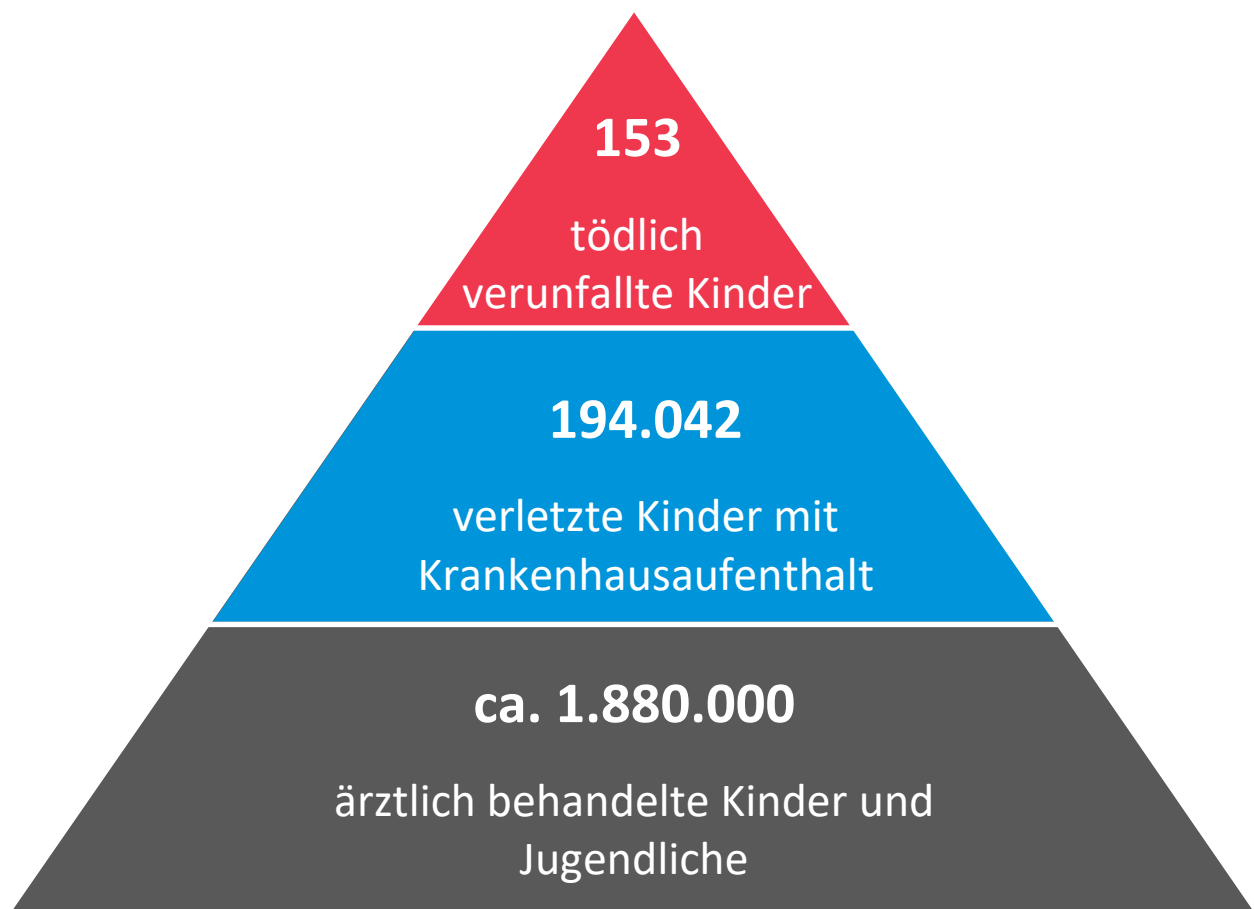 153
tödlich
verunfallte Kinder
194.042
verletzte Kinder mit
Krankenhausaufenthalt
ca. 1.880.000
ärztlich behandelte Kinder und
Jugendliche